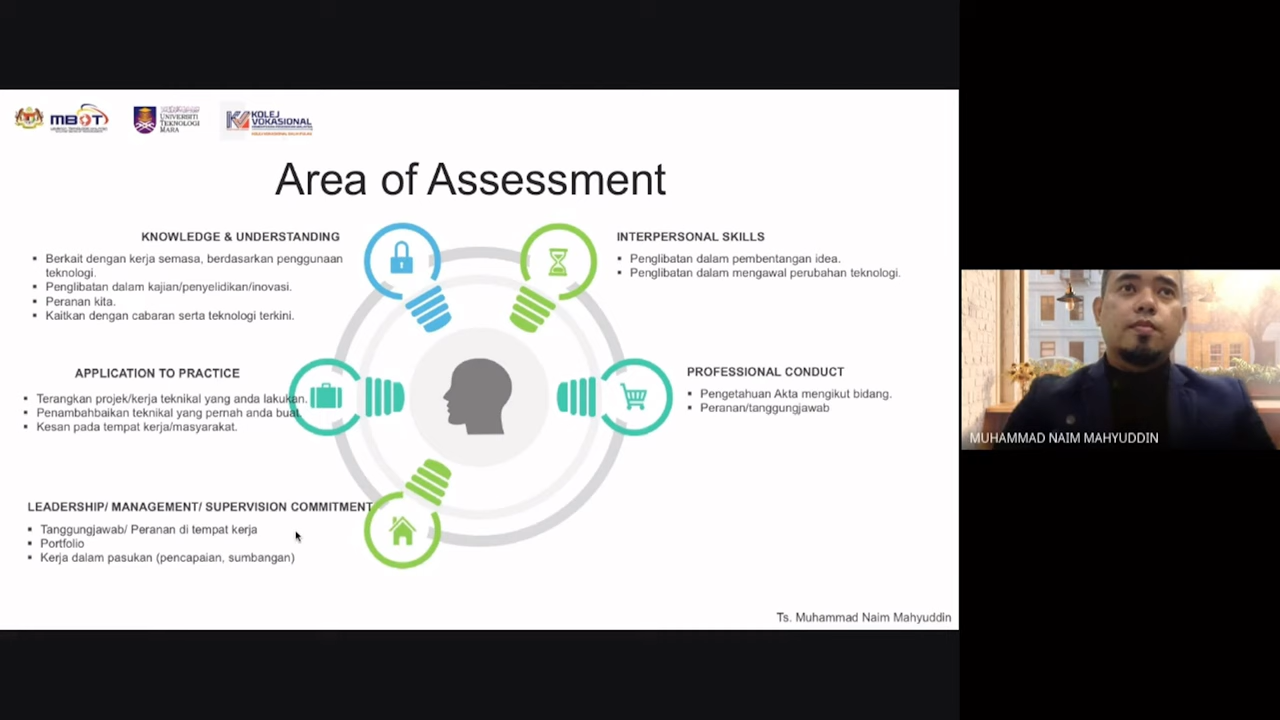 MBOT
UNIVERSITI
TEKNOLOGI
MARA
KOLEJ
VOKASIONAL
Area of Assessment
KNOWLEDGE & UNDERSTANDING
▪ Berkait dengan kerja semasa, berdasarkan penggunaan
teknologi.
▪ Penglibatan dalam kajian/penyelidikan/inovasi.
▪ Peranan kita.
▪ Kaitkan dengan cabaran serta teknologi terkini.
INTERPERSONAL SKILLS
▪ Penglibatan dalam pembentangan idea.
▪ Penglibatan dalam mengawal perubahan teknologi.
APPLICATION TO PRACTICE
▪ Terangkan projek/kerja teknikal yang anda lakukan.
▪ Penambahbaikan teknikal yang pernah anda buat.
▪ Kesan pada tempat kerja/masyarakat.
PROFESSIONAL CONDUCT
▪ Pengetahuan Akta mengikut bidang.
▪ Peranan/tanggungjawab
LEADERSHIP/ MANAGEMENT/ SUPERVISION COMMITMENT
▪ Tanggungjawab/ Peranan di tempat kerja
▪ Portfolio
▪ Kerja dalam pasukan (pencapaian, sumbangan)
Ts. Muhammad Naim Mahyuddin
MUHAMMAD NAIM MAHYUDDIN